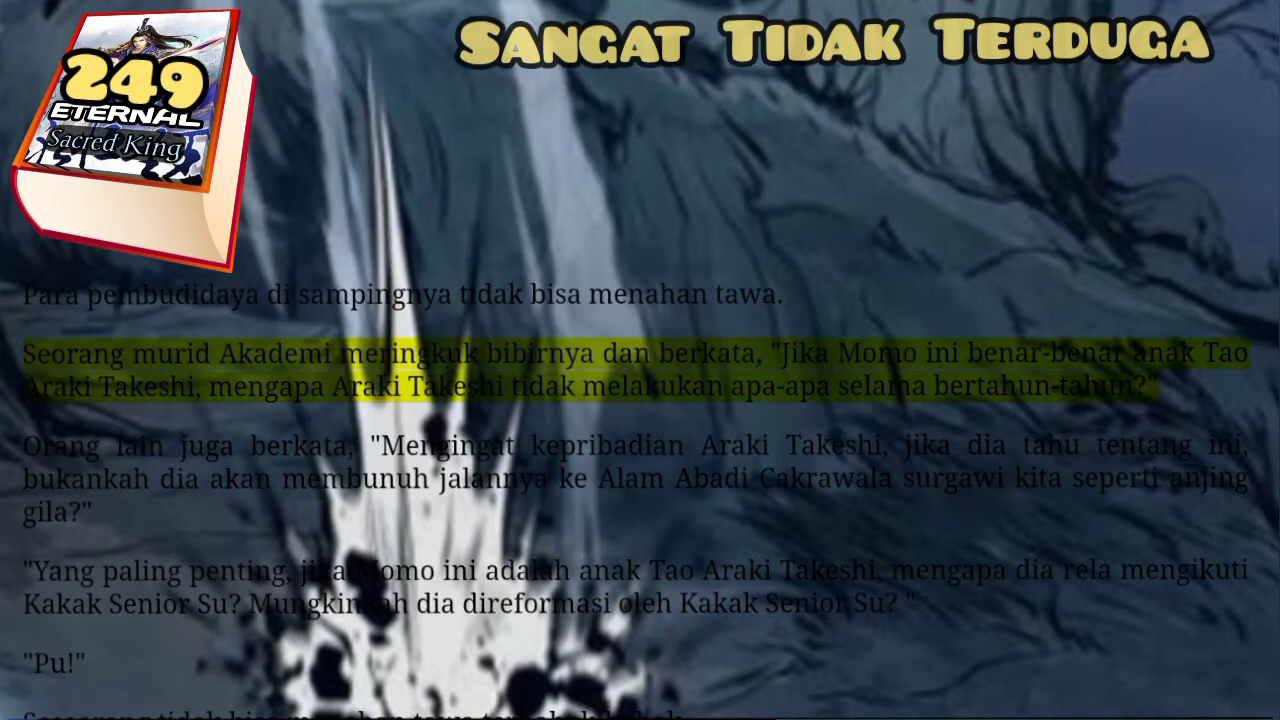 SANGAT TIDAK TERDUGA
249
ETERNAL
Sacred King
Para pembudidaya di sampingnya tidak bisa menahan tawa.
Seorang murid Akademi meringkuk bibirnya dan berkata, "Jika Momo ini benar-benar anak Tao
Araki Takeshi, mengapa Araki Takeshi tidak melakukan apa-apa selama bertahun-tahun?"
Orang lain juga berkata, "Mengingat kepribadian Araki Takeshi, jika dia tahu tentang ini,
bukankah dia akan membunuh jalannya ke Alam Abadi Cakrawala surgawi kita seperti anjing
gila?"
"Yang paling penting, jika Momo ini adalah anak Tao Araki Takeshi, mengapa dia rela mengikuti
Kakak Senior Su? Mungkinkah dia direformasi oleh Kakak Senior Su? "
"Pu!"